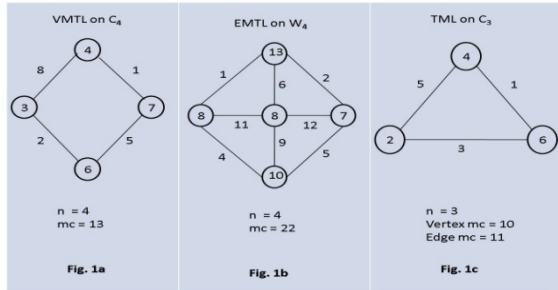 VMTL on C₄
4
8
1
3
7
2
5
6
n = 4
mc = 13
Fig. 1a
EMTL on W₄
13
1
6
2
8
11
8
12
7
4
9
5
10
n = 4
mc = 22
Fig. 1b
TML on C₃
4
5
1
2
3
6
n = 3
Vertex mc = 10
Edge mc = 11
Fig. 1c